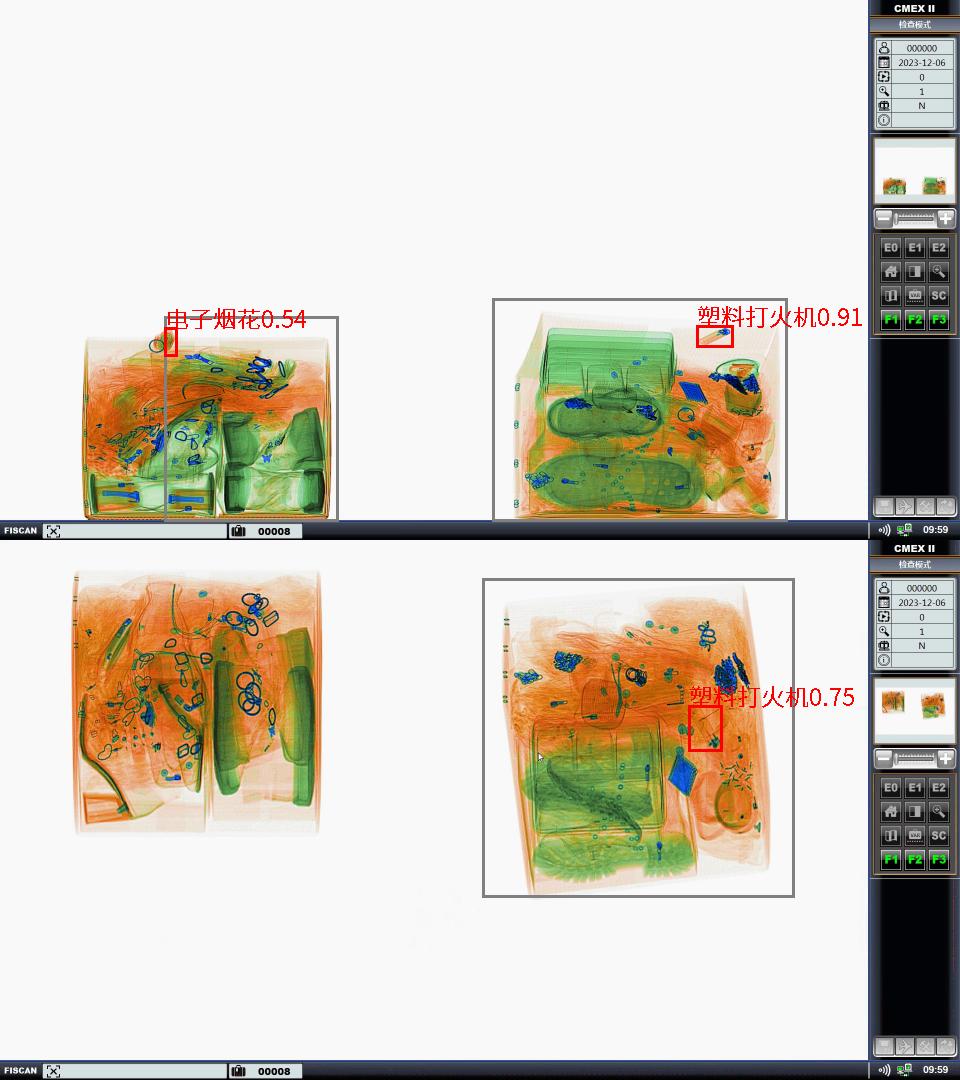 CMEX II
检查模式
000000
2023-12-06
0
1
N
E0 E1 E2
VAR SC
F1 F2 F3
电子烟花0.54
塑料打火机0.91
FISCAN
00008
09:59
CMEX II
检查模式
000000
2023-12-06
0
1
N
E0 E1 E2
VAR SC
F1 F2 F3
塑料打火机0.75
FISCAN
00008
09:59